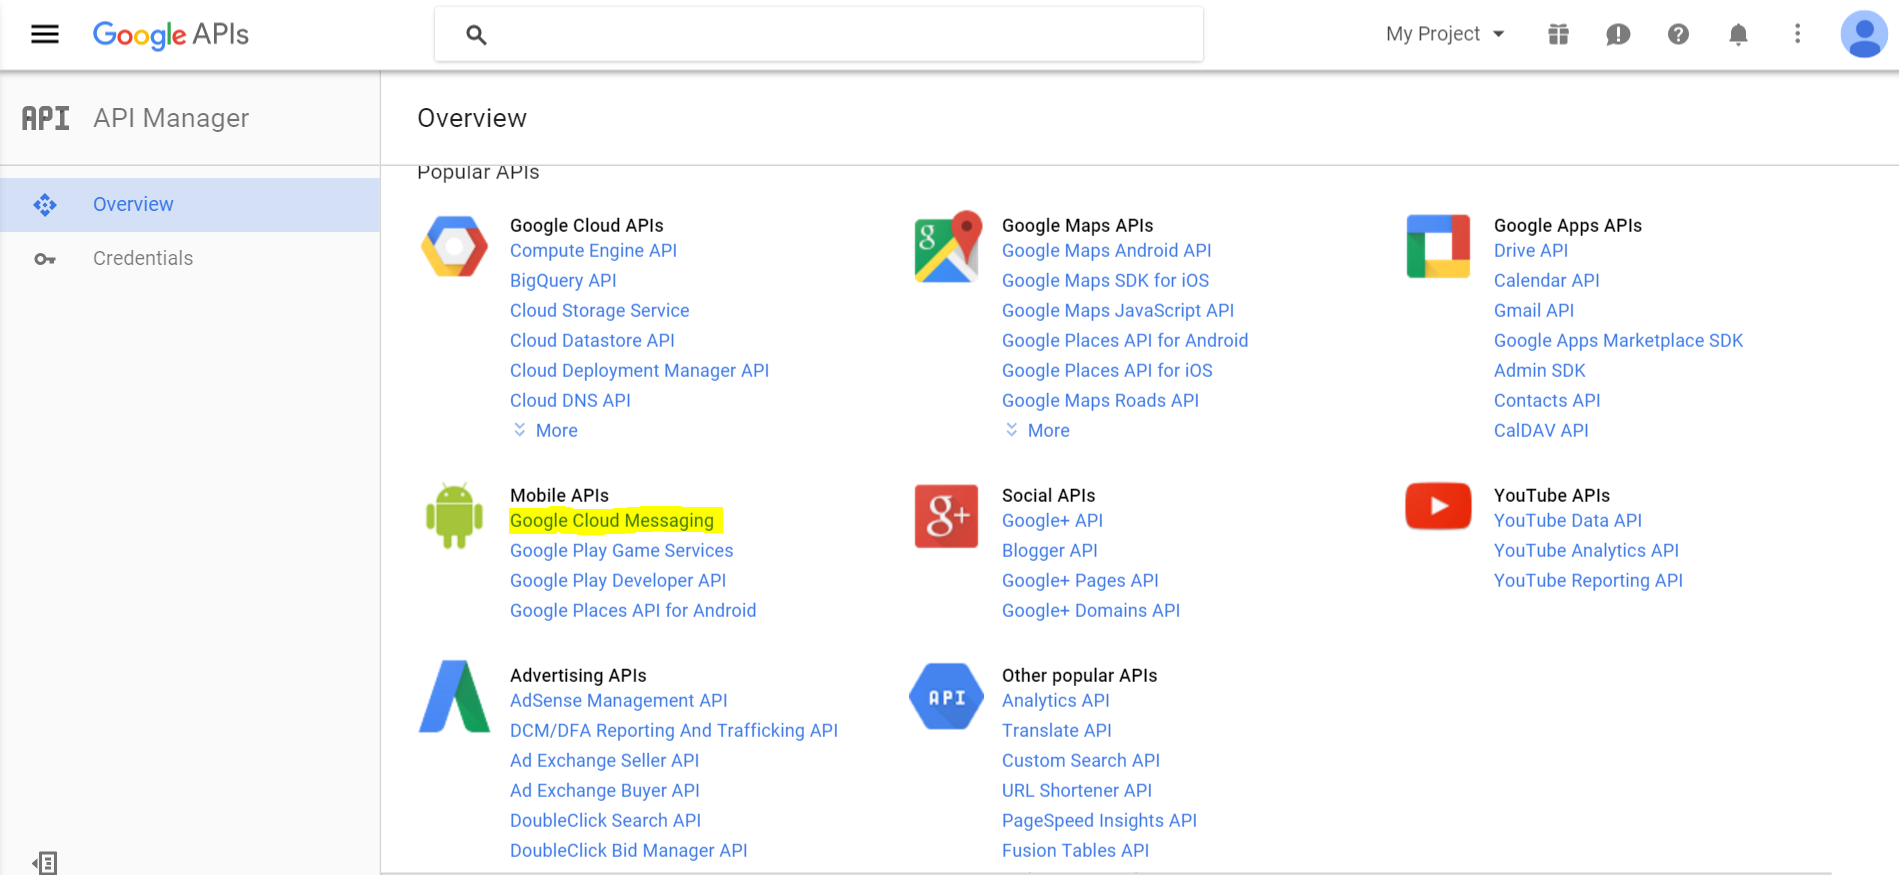 Google APIs
My Project
API API Manager
Overview
Overview
Credentials
Popular APIs
Google Cloud APIs
Compute Engine API
BigQuery API
Cloud Storage Service
Cloud Datastore API
Cloud Deployment Manager API
Cloud DNS API
More
Google Maps APIs
Google Maps Android API
Google Maps SDK for iOS
Google Maps JavaScript API
Google Places API for Android
Google Places API for iOS
Google Maps Roads API
More
Google Apps APIs
Drive API
Calendar API
Gmail API
Google Apps Marketplace SDK
Admin SDK
Contacts API
CalDAV API
Mobile APIs
Google Cloud Messaging
Google Play Game Services
Google Play Developer API
Google Places API for Android
g+
Social APIs
Google+ API
Blogger API
Google+ Pages API
Google+ Domains API
YouTube APIs
YouTube Data API
YouTube Analytics API
YouTube Reporting API
Advertising APIs
AdSense Management API
DCM/DFA Reporting And Trafficking API
Ad Exchange Seller API
Ad Exchange Buyer API
DoubleClick Search API
DoubleClick Bid Manager API
API
Other popular APIs
Analytics API
Translate API
Custom Search API
URL Shortener API
PageSpeed Insights API
Fusion Tables API